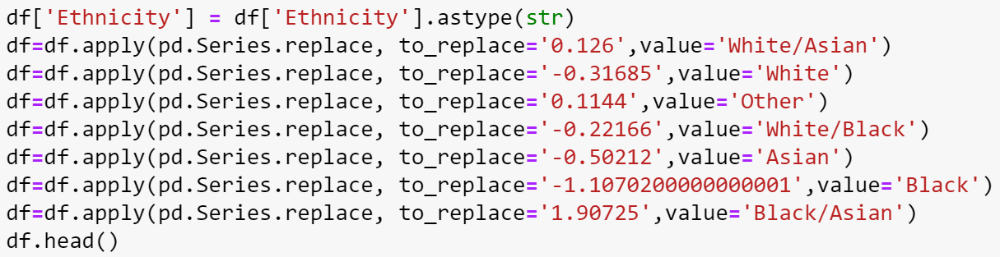 df['Ethnicity'] = df['Ethnicity'].astype(str)
df=df.apply(pd.Series.replace, to_replace='0.126',value='White/Asian')
df=df.apply(pd.Series.replace, to_replace='-0.31685',value='White')
df=df.apply(pd.Series.replace, to_replace='0.1144',value='Other')
df=df.apply(pd.Series.replace, to_replace='-0.22166',value='White/Black')
df=df.apply(pd.Series.replace, to_replace='-0.50212',value='Asian')
df=df.apply(pd.Series.replace, to_replace='-1.1070200000000001',value='Black')
df=df.apply(pd.Series.replace, to_replace='1.90725',value='Black/Asian')
df.head()